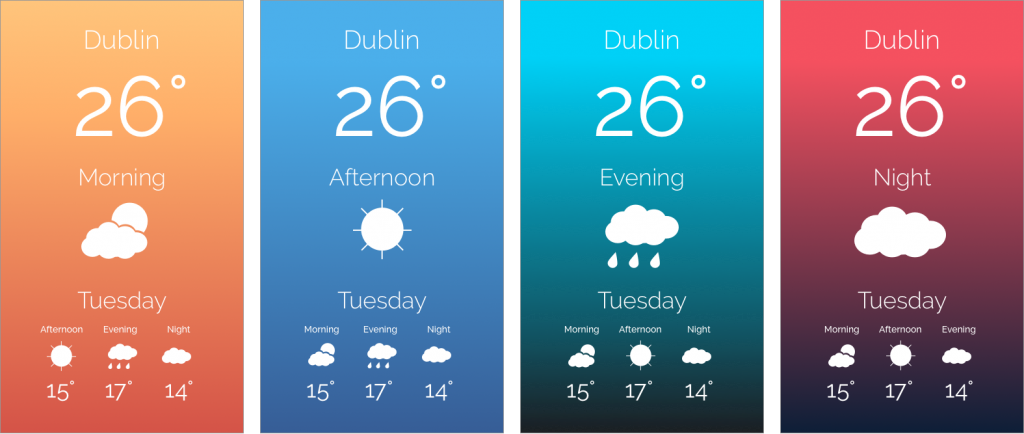 Dublin
26°
Morning
Tuesday
Afternoon Evening Night
15° 17° 14°
Dublin
26°
Afternoon
Tuesday
Morning Evening Night
15° 17° 14°
Dublin
26°
Evening
Tuesday
Morning Afternoon Night
15° 17° 14°
Dublin
26°
Night
Tuesday
Morning Afternoon Evening
15° 17° 14°